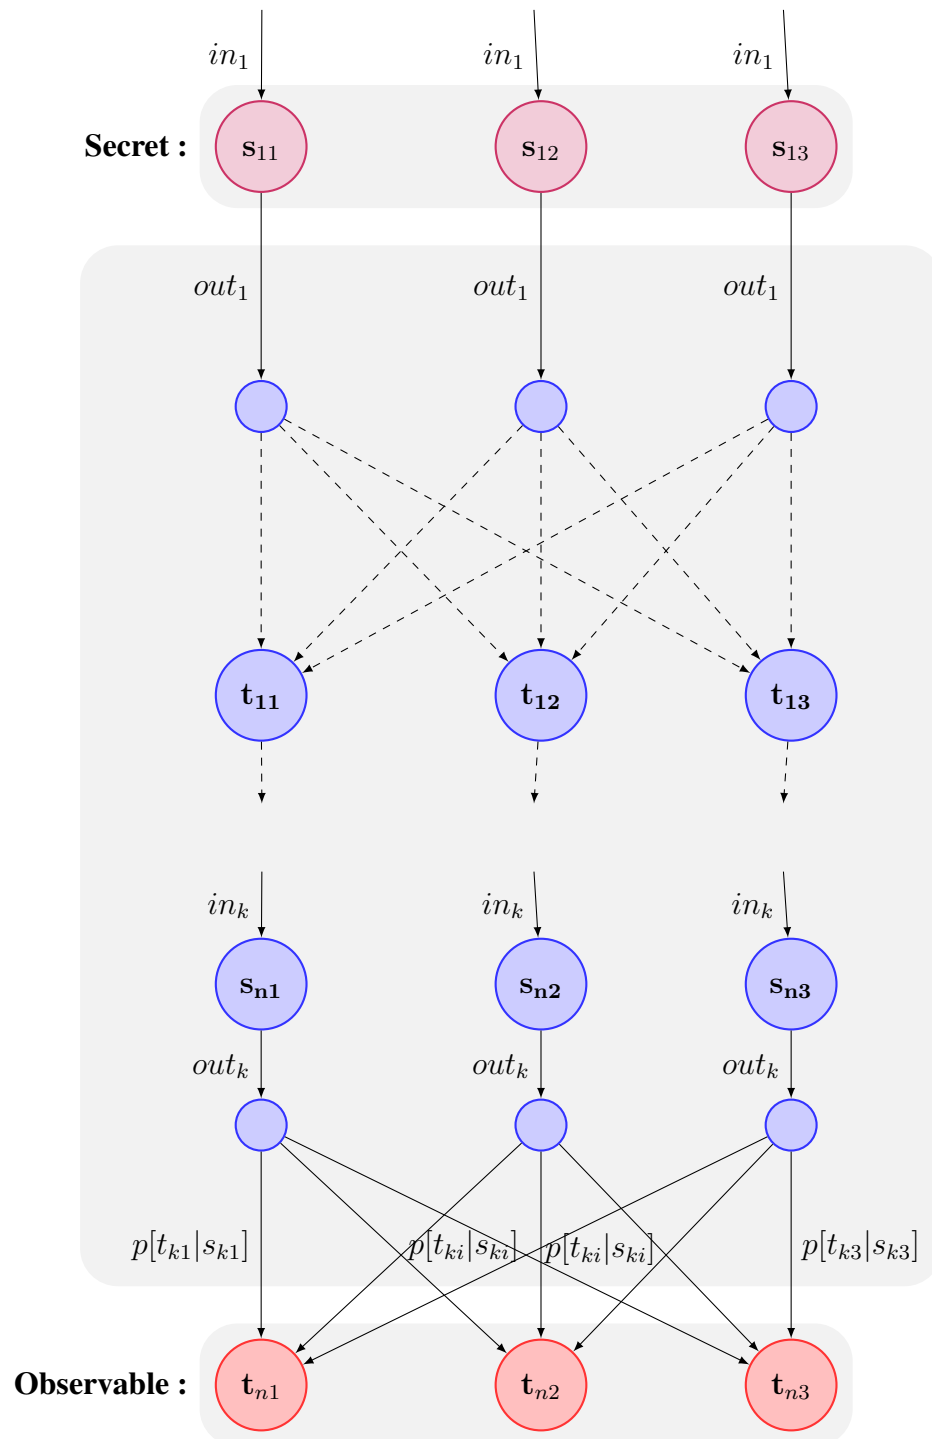 in₁ in₁ in₁
Secret : s₁₁ s₁₂ s₁₃
out₁ out₁ out₁
t₁₁ t₁₂ t₁₃
inₖ inₖ inₖ
sₙ₁ sₙ₂ sₙ₃
outₖ outₖ outₖ
p[tₖ₁|sₖ₁] p[tₖᵢ|sₖᵢ] p[tₖᵢ|sₖᵢ] p[tₖ₃|sₖ₃]
Observable : tₙ₁ tₙ₂ tₙ₃